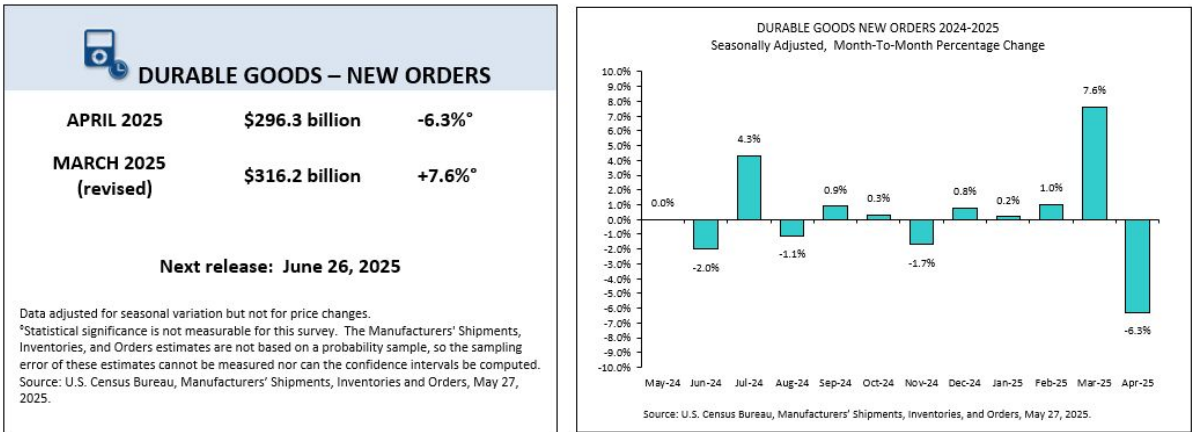 DURABLE GOODS – NEW ORDERS
APRIL 2025 $296.3 billion -6.3%°
MARCH 2025
(revised) $316.2 billion +7.6%°
Next release: June 26, 2025
Data adjusted for seasonal variation but not for price changes.
°Statistical significance is not measurable for this survey. The Manufacturers' Shipments,
Inventories, and Orders estimates are not based on a probability sample, so the sampling
error of these estimates cannot be measured nor can the confidence intervals be computed.
Source: U.S. Census Bureau, Manufacturers’ Shipments, Inventories and Orders, May 27,
2025.
DURABLE GOODS NEW ORDERS 2024-2025
Seasonally Adjusted, Month-To-Month Percentage Change
10.0%
9.0%
8.0%
7.0%
6.0%
5.0%
4.0%
3.0%
2.0%
1.0%
0.0%
-1.0%
-2.0%
-3.0%
-4.0%
-5.0%
-6.0%
-7.0%
-8.0%
-9.0%
-10.0%
0.0%
-2.0%
4.3%
-1.1%
0.9%
0.3%
-1.7%
0.8%
0.2%
1.0%
7.6%
-6.3%
May-24 Jun-24 Jul-24 Aug-24 Sep-24 Oct-24 Nov-24 Dec-24 Jan-25 Feb-25 Mar-25 Apr-25
Source: U.S. Census Bureau, Manufacturers' Shipments, Inventories, and Orders, May 27, 2025.